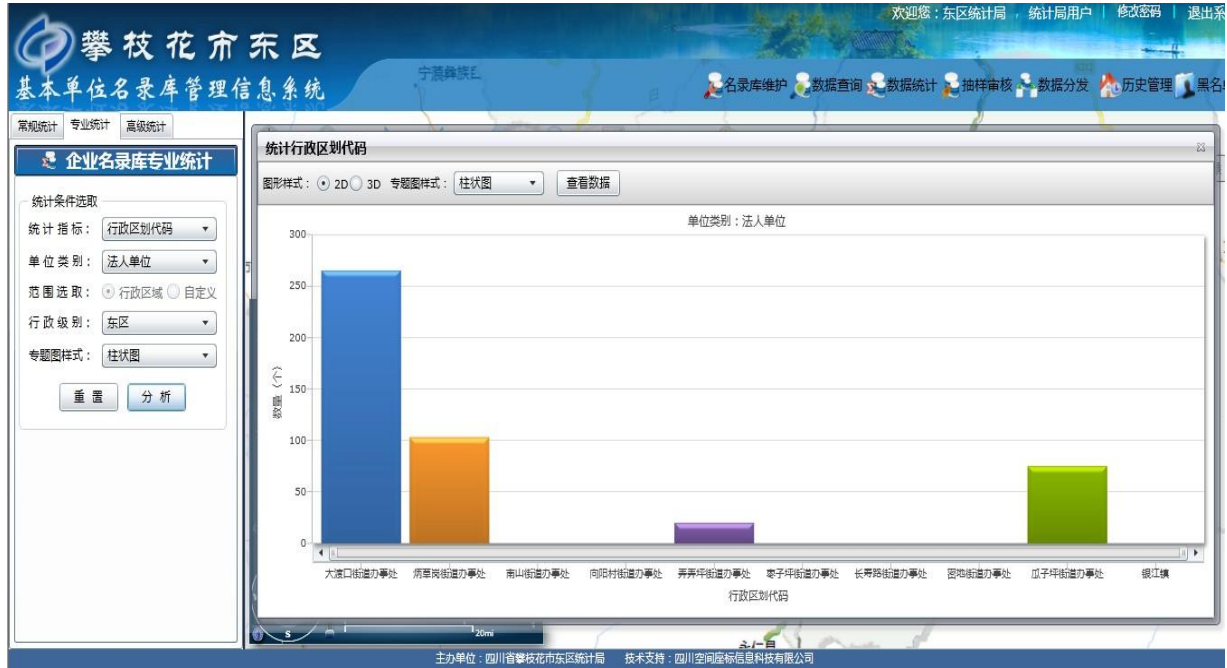 欢迎您：东区统计局 ，统计局用户 | 修改密码 | 退出系
攀枝花市东区
基本单位名录库管理信息系统
宁蒗彝族自
名录库维护 数据查询 数据统计 抽样审核 数据分发 历史管理 黑名单
常规统计 专业统计 高级统计
企业名录库专业统计
统计条件选取
统计指标： 行政区划代码
单位类别： 法人单位
范围选取： 行政区域 自定义
行政级别： 东区
专题图样式： 柱状图
重 置 分 析
统计行政区划代码
图形样式： 2D 3D 专题图样式： 柱状图 查看数据
单位类别：法人单位
300
250
200
150
100
50
0
数量（个）
大渡口街道办事处 炳草岗街道办事处 南山街道办事处 向阳村街道办事处 弄弄坪街道办事处 枣子坪街道办事处 长寿路街道办事处 密地街道办事处 瓜子坪街道办事处 银江镇
行政区划代码
S
20mi
永仁县
主办单位：四川省攀枝花市东区统计局 技术支持：四川空间座标信息科技有限公司